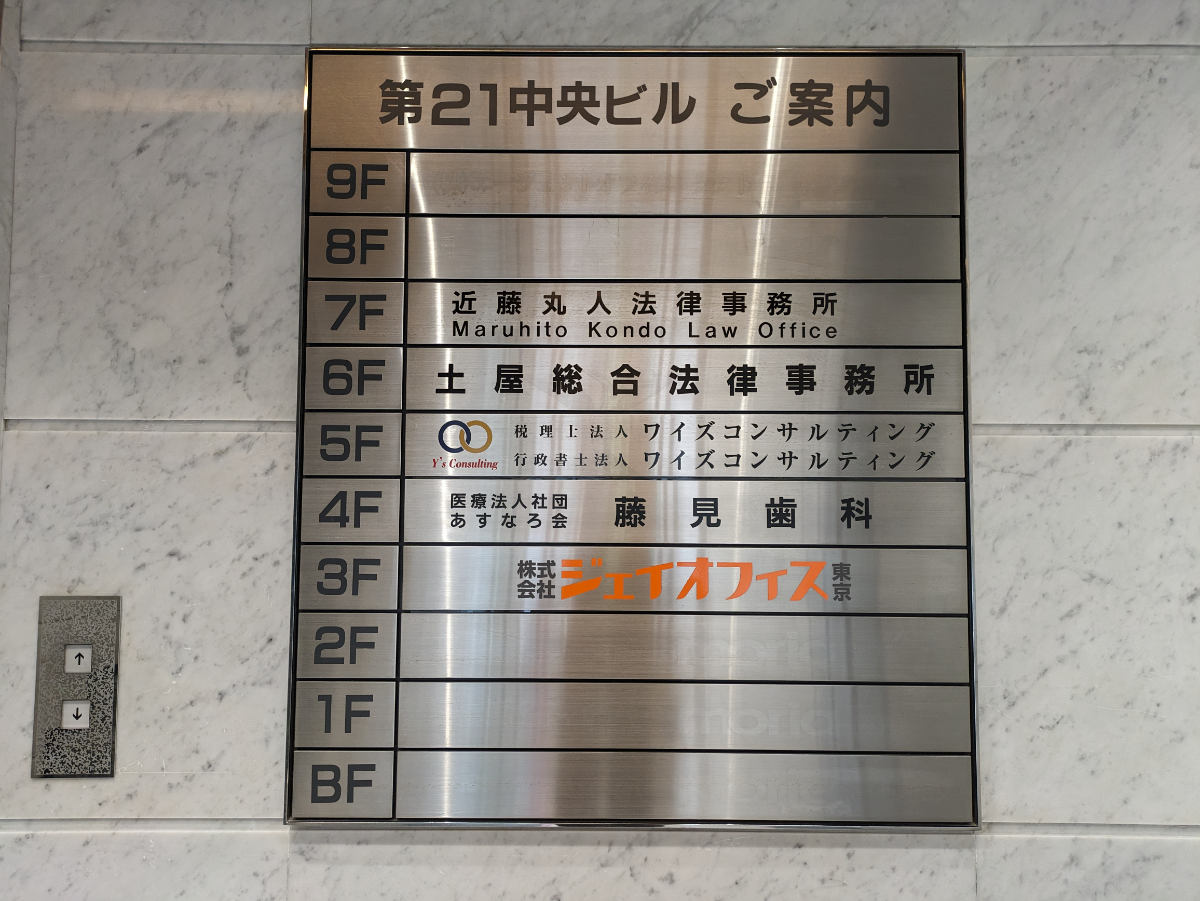 第21中央ビル ご案内
9F
8F
7F 近藤丸人法律事務所
Maruhito Kondo Law Office
6F 土屋総合法律事務所
5F Y's Consulting 税理士法人 ワイズコンサルティング
行政書士法人 ワイズコンサルティング
4F 医療法人社団 あすなろ会 藤見歯科
3F 株式会社 ジェイオフィス 東京
2F
1F
BF
↑
↓